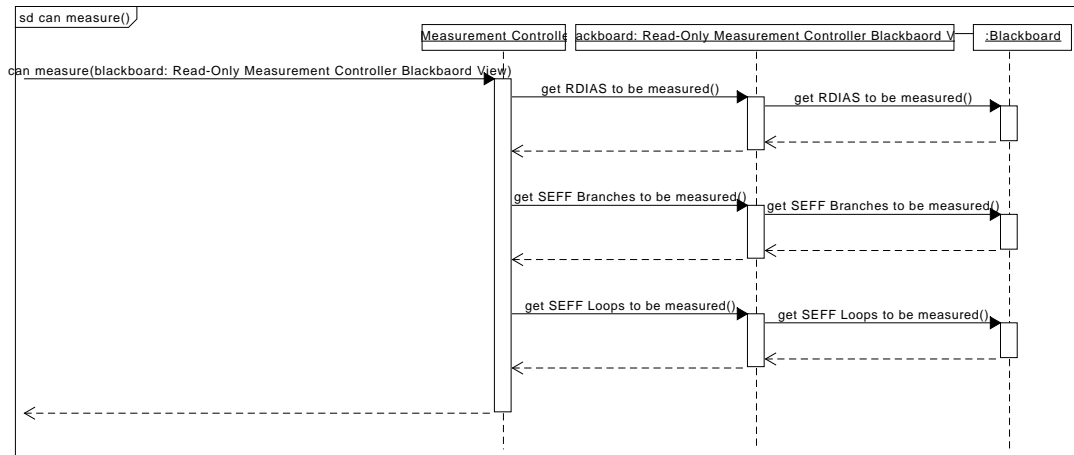 sd can measure()
Measurement Controlle
ackboard: Read-Only Measurement Controller Blackbaord V
:Blackboard
can measure(blackboard: Read-Only Measurement Controller Blackbaord View)
get RDIAS to be measured()
get RDIAS to be measured()
get SEFF Branches to be measured()
get SEFF Branches to be measured()
get SEFF Loops to be measured()
get SEFF Loops to be measured()